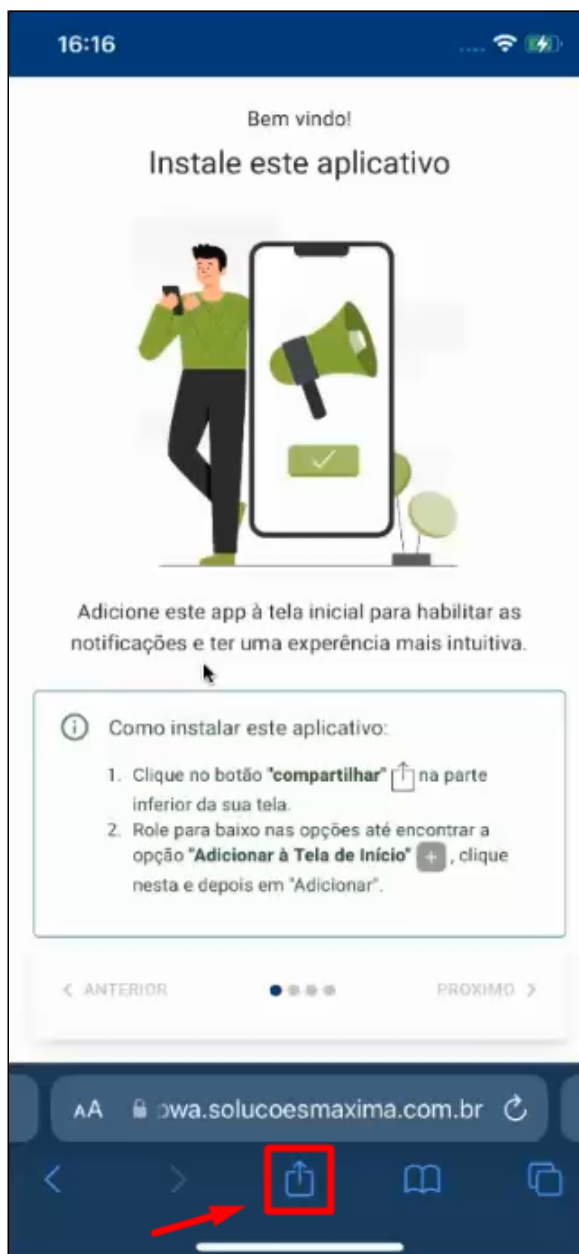 16:16
Bem vindo!
Instale este aplicativo
Adicione este app à tela inicial para habilitar as
notificações e ter uma experência mais intuitiva.
Como instalar este aplicativo:
1. Clique no botão "compartilhar" na parte
inferior da sua tela.
2. Role para baixo nas opções até encontrar a
opção "Adicionar à Tela de Início" + , clique
nesta e depois em "Adicionar".
< ANTERIOR PROXIMO >
AA wa.solucoesmaxima.com.br